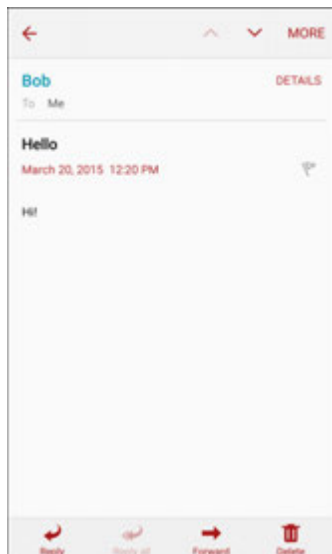 MORE
Bob DETAILS
To Me
Hello
March 20, 2015 12:20 PM
Hi!
Reply Reply all Forward Delete